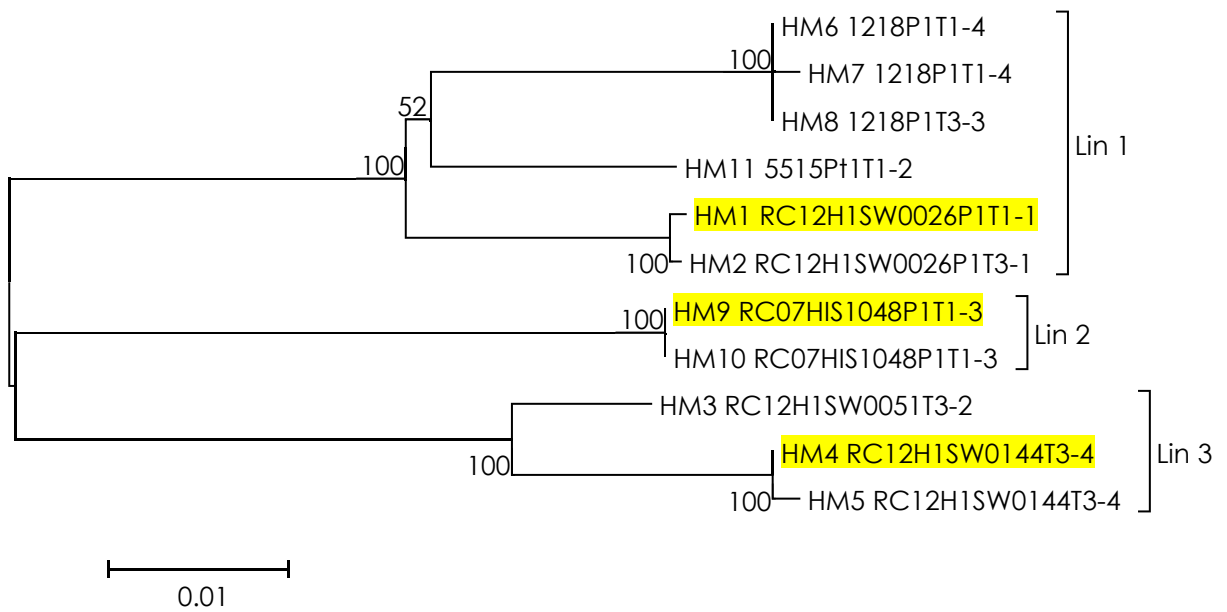 HM6 1218P1T1-4
100
HM7 1218P1T1-4
52
HM8 1218P1T3-3
Lin 1
100
HM11 5515Pt1T1-2
HM1 RC12H1SW0026P1T1-1
100
HM2 RC12H1SW0026P1T3-1
HM9 RC07HIS1048P1T1-3
100
Lin 2
HM10 RC07HIS1048P1T1-3
HM3 RC12H1SW0051T3-2
HM4 RC12H1SW0144T3-4
Lin 3
100
HM5 RC12H1SW0144T3-4
100
0.01